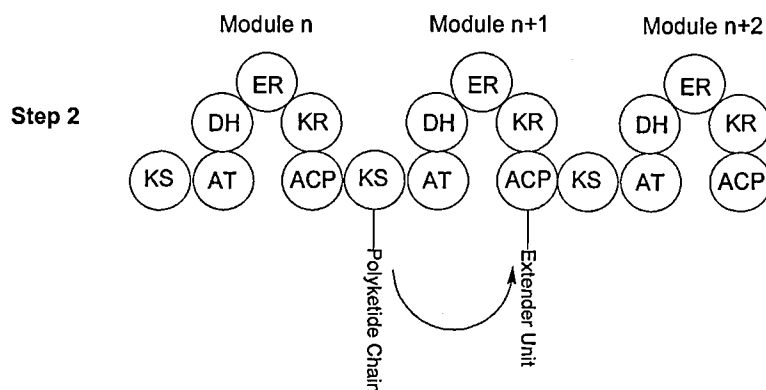 Module n Module n+1 Module n+2
ER ER ER
Step 2 DH KR DH KR DH KR
KS AT ACP KS AT ACP KS AT ACP
Polyketide Chain
Extender Unit